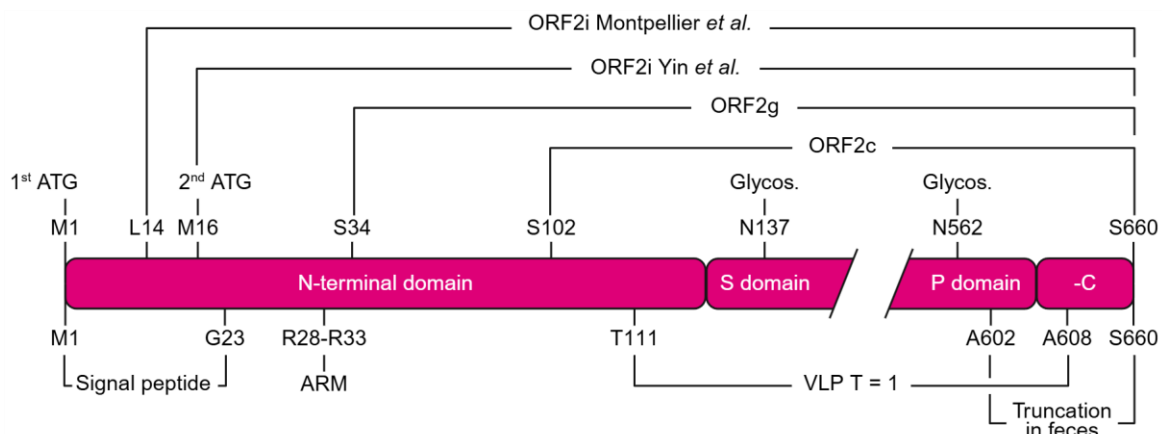 ORF2i Montpellier et al.
ORF2i Yin et al.
ORF2g
ORF2c
1st ATG 2nd ATG Glycos. Glycos.
M1 L14 M16 S34 S102 N137 N562 S660
N-terminal domain S domain P domain -C
M1 G23 R28-R33 T111 A602 A608 S660
Signal peptide ARM VLP T = 1
Truncation
in feces